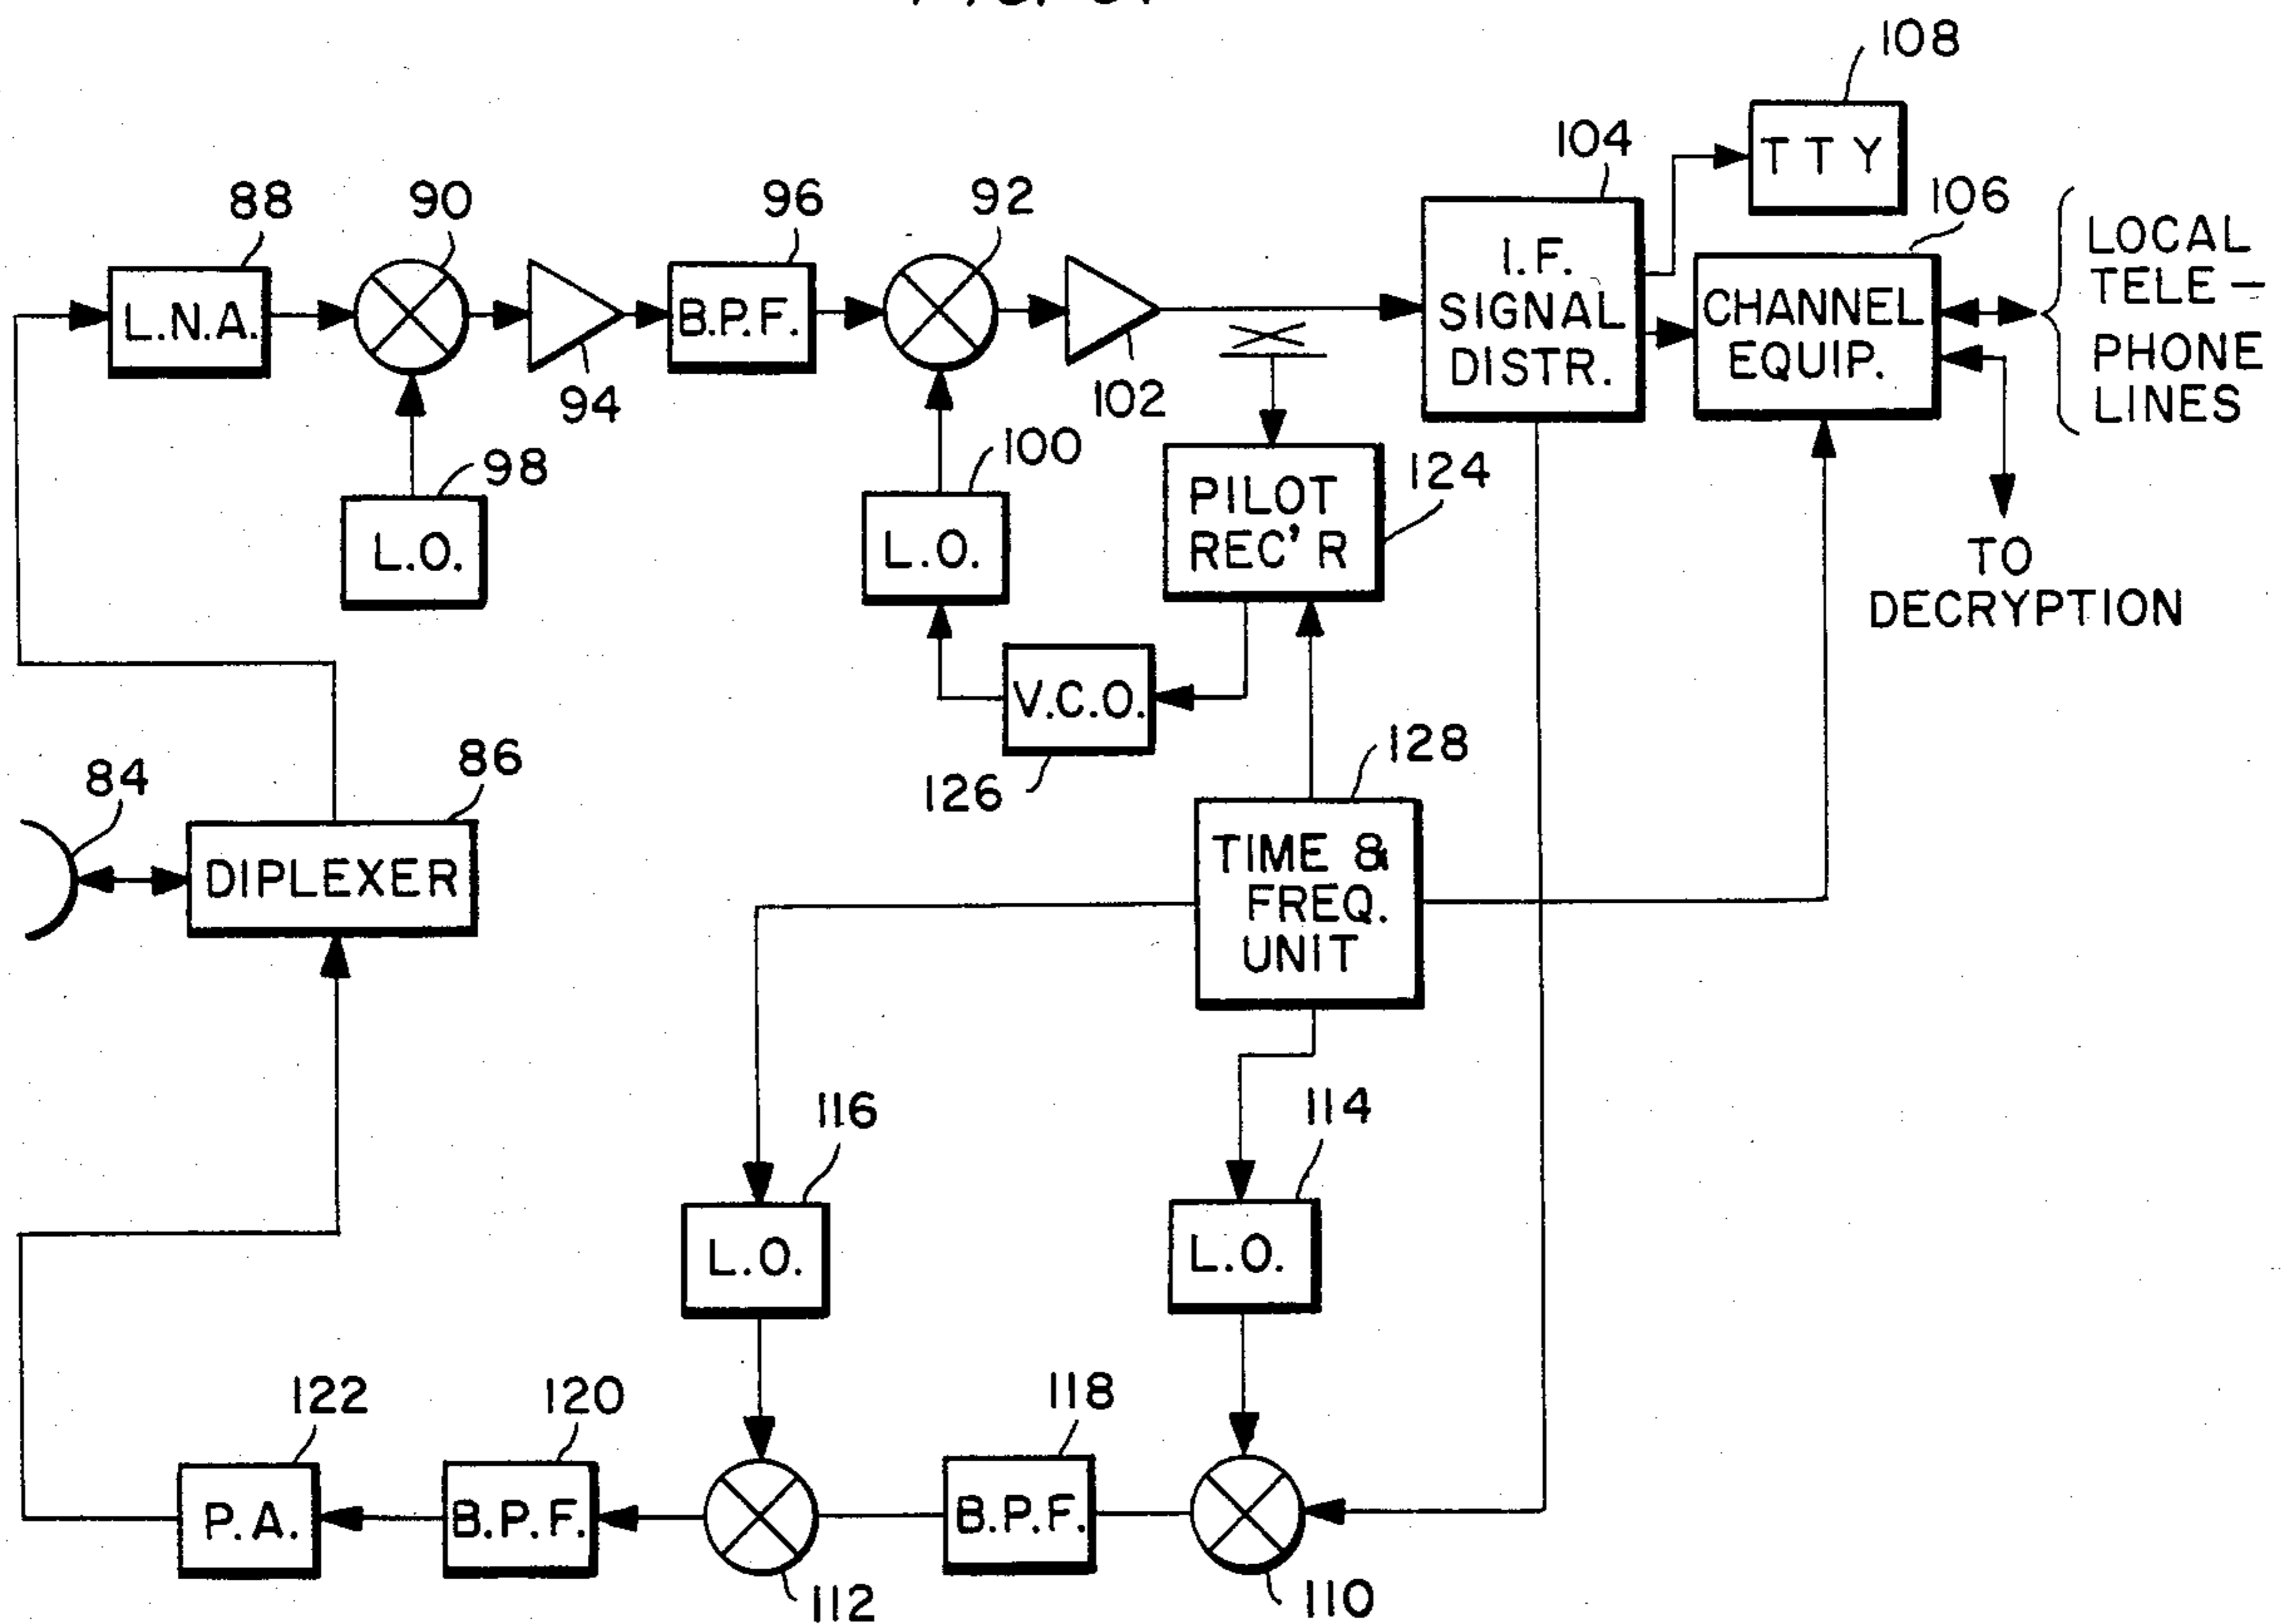 108
104
T T Y
88
90
96
92
106
LOCAL
TELE-
PHONE
LINES
L.N.A.
B.P.F.
I.F.
SIGNAL
DISTR.
CHANNEL
EQUIP.
94
102
98
100
124
L.O.
L.O.
PILOT
REC'R
TO
DECRYPTION
V.C.O.
126
128
84
86
DIPLEXER
TIME &
FREQ.
UNIT
116
114
L.O.
L.O.
122
120
118
P.A.
B.P.F.
B.P.F.
112
110